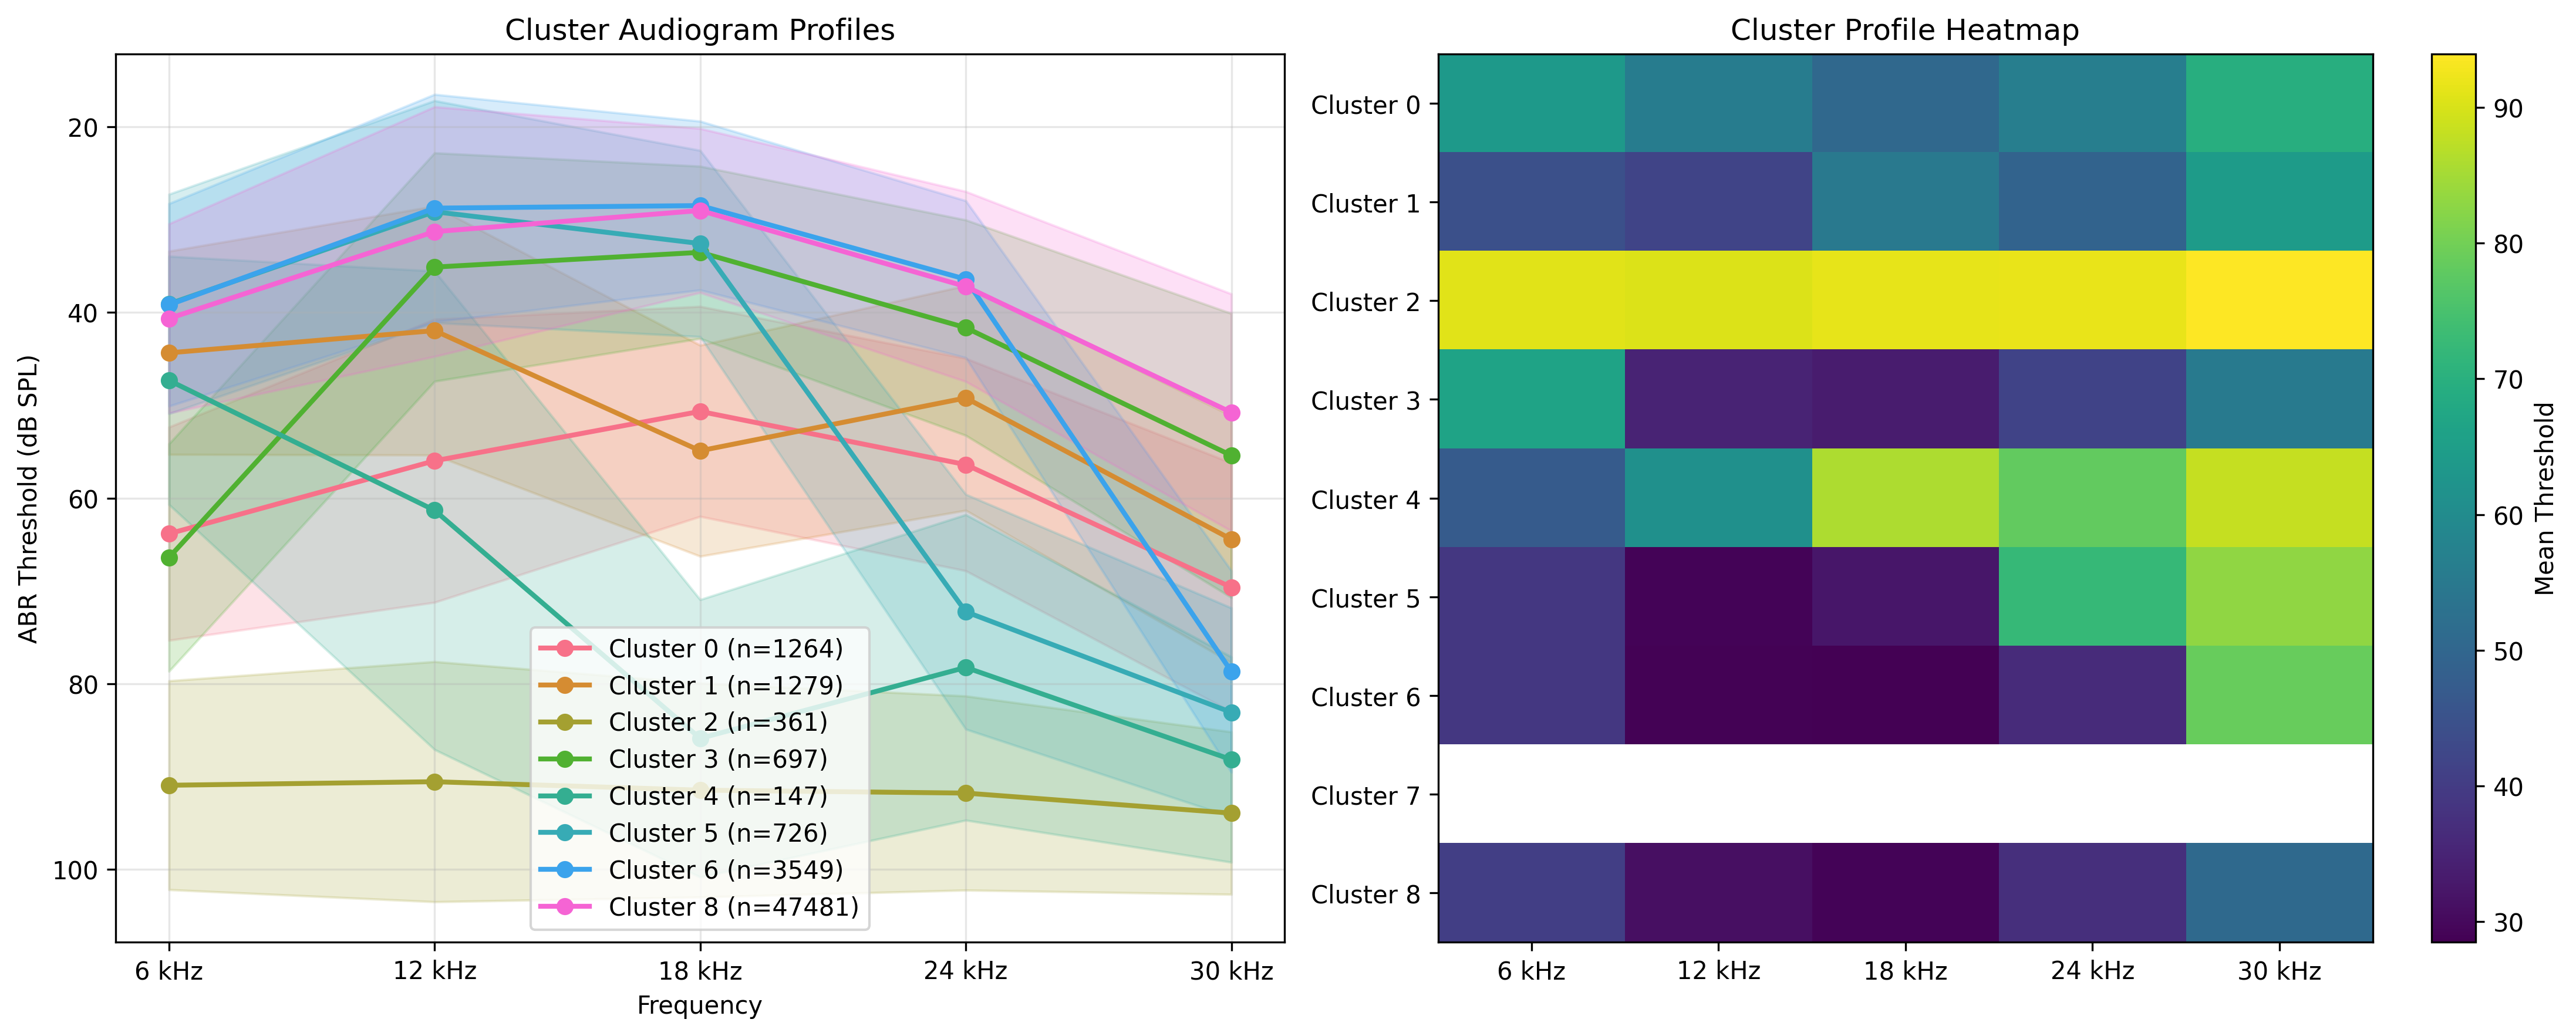 Cluster Audiogram Profiles
ABR Threshold (dB SPL)
20
40
60
80
100
Cluster 0 (n=1264)
Cluster 1 (n=1279)
Cluster 2 (n=361)
Cluster 3 (n=697)
Cluster 4 (n=147)
Cluster 5 (n=726)
Cluster 6 (n=3549)
Cluster 8 (n=47481)
6 kHz 12 kHz 18 kHz 24 kHz 30 kHz
Frequency
Cluster Profile Heatmap
Cluster 0
Cluster 1
Cluster 2
Cluster 3
Cluster 4
Cluster 5
Cluster 6
Cluster 7
Cluster 8
6 kHz 12 kHz 18 kHz 24 kHz 30 kHz
90
80
70
60
50
40
30
Mean Threshold